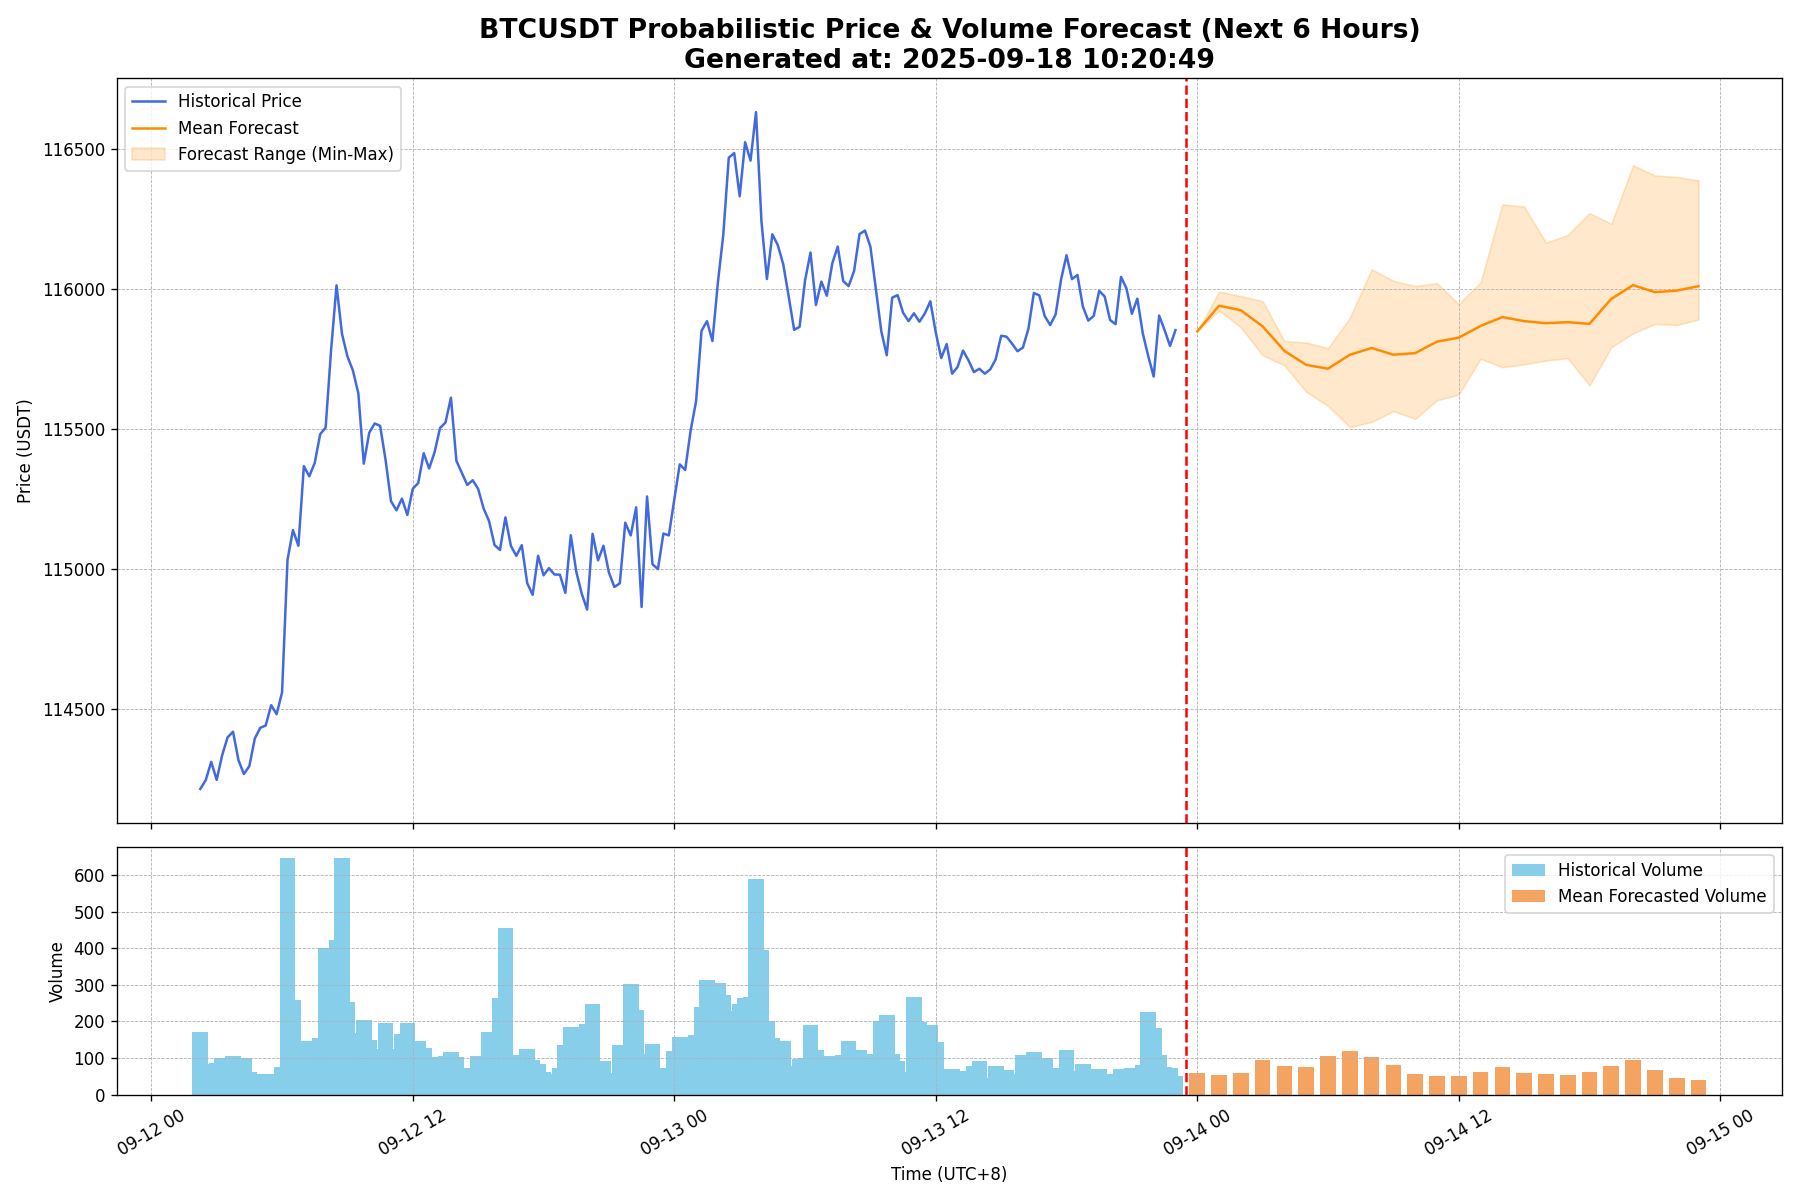 BTCUSDT Probabilistic Price & Volume Forecast (Next 6 Hours)
Generated at: 2025-09-18 10:20:49
Historical Price
Mean Forecast
Forecast Range (Min-Max)
116500
116000
115500
115000
114500
Price (USDT)
Historical Volume
Mean Forecasted Volume
600
500
400
300
200
100
0
Volume
09-12 00
09-12 12
09-13 00
09-13 12
09-14 00
09-14 12
09-15 00
Time (UTC+8)